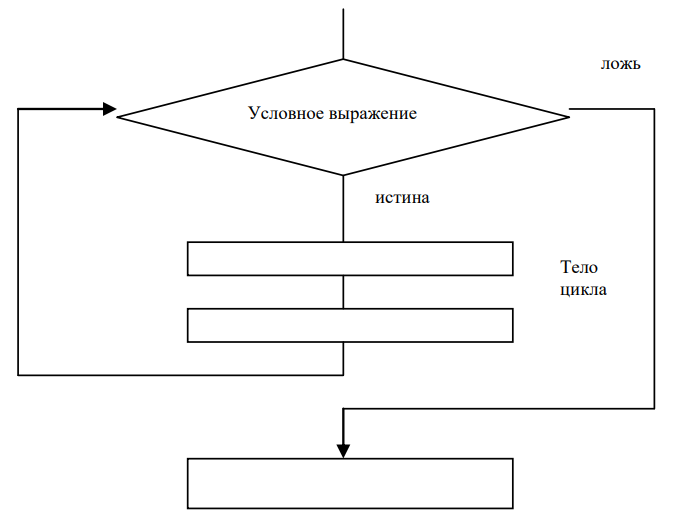 ложь
Условное выражение
истина
Тело
цикла